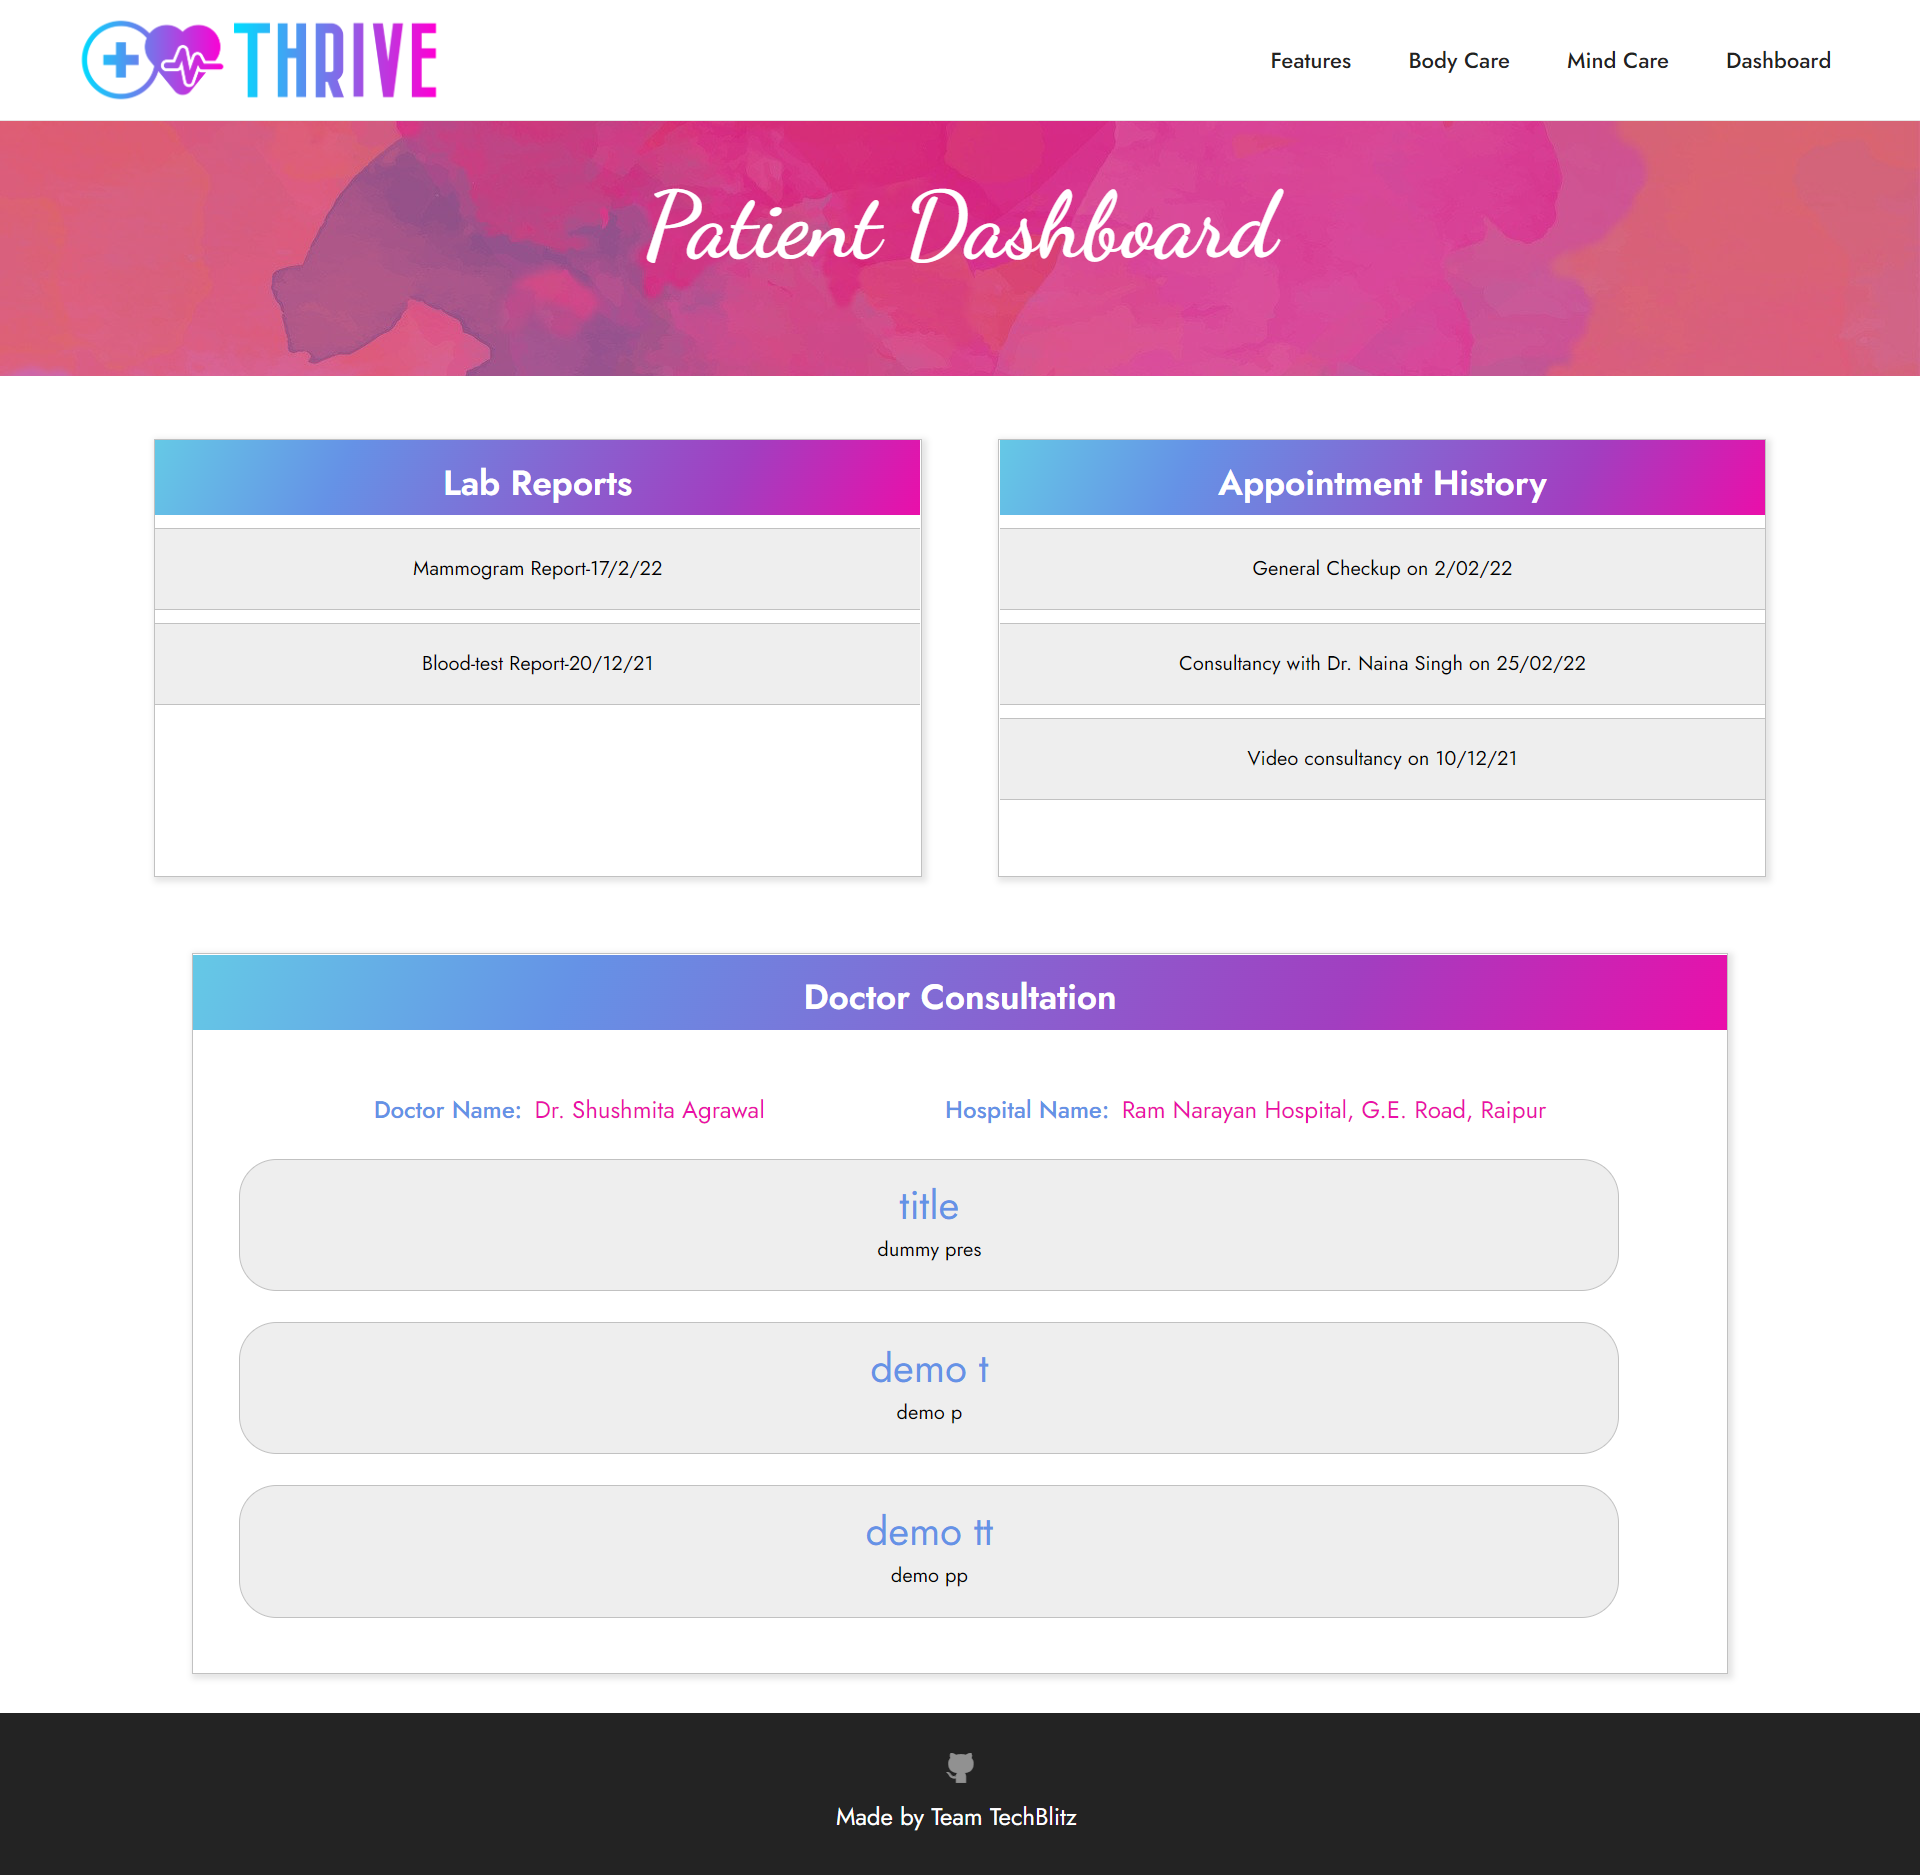 THRIVE
Features
Body Care
Mind Care
Dashboard
Patient Dashboard
Lab Reports
Mammogram Report-17/2/22
Blood-test Report-20/12/21
Appointment History
General Checkup on 2/02/22
Consultancy with Dr. Naina Singh on 25/02/22
Video consultancy on 10/12/21
Doctor Consultation
Doctor Name: Dr. Shushmita Agrawal
Hospital Name: Ram Narayan Hospital, G.E. Road, Raipur
title
dummy pres
demo t
demo p
demo tt
demo pp
Made by Team TechBlitz